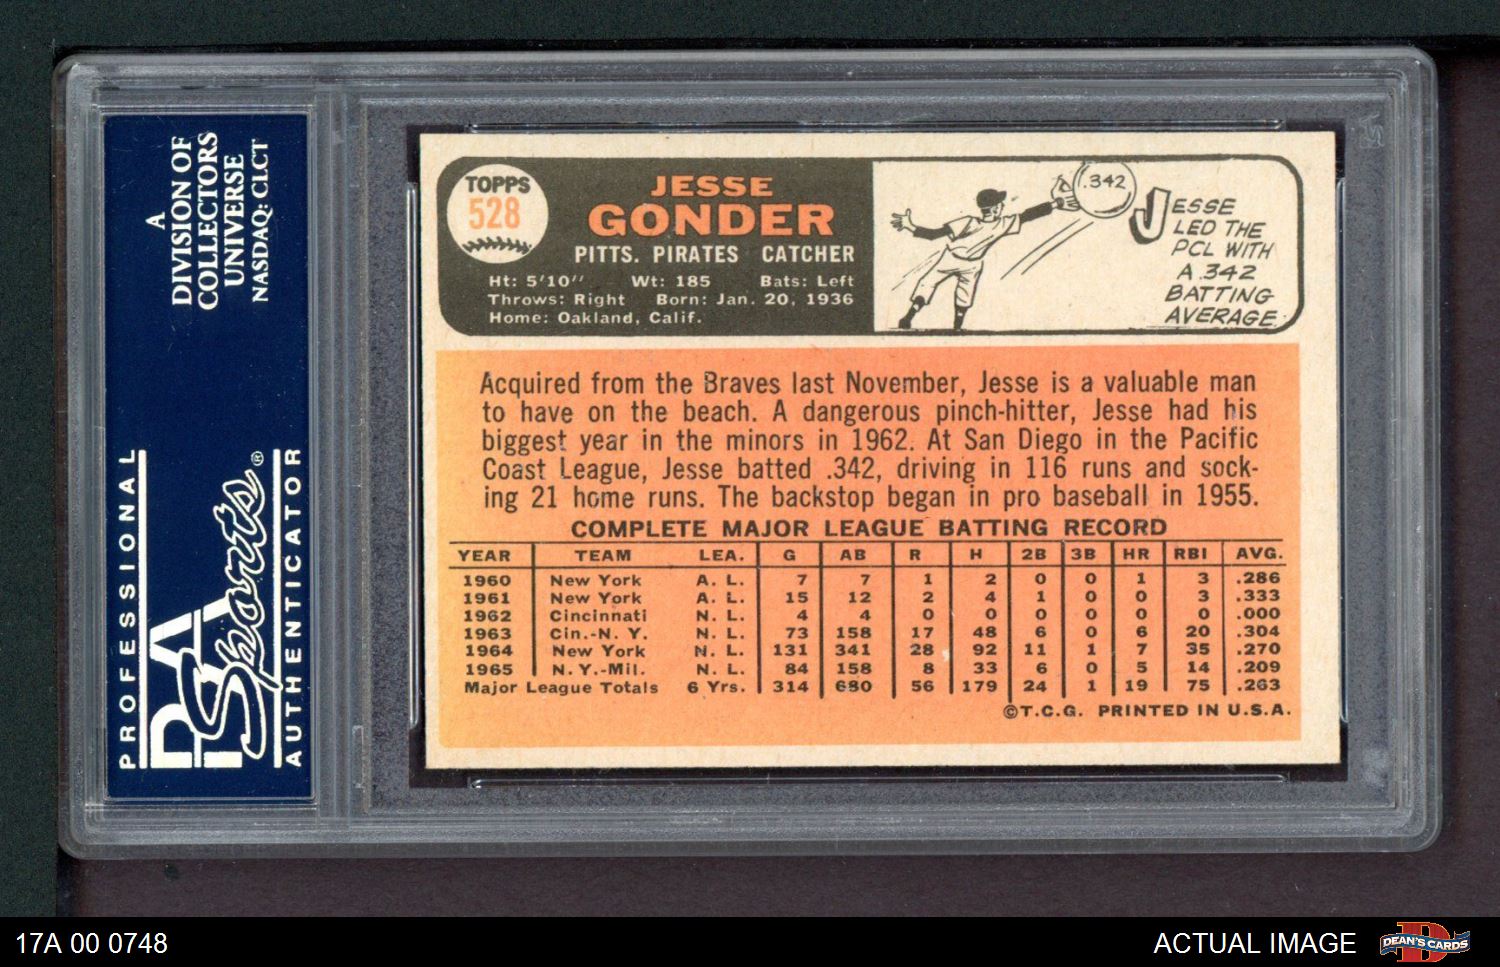 A
DIVISION OF
COLLECTORS
UNIVERSE
NASDAQ: CLCT
PROFESSIONAL
PSA
Sports®
AUTHENTICATOR
TOPPS
528
JESSE
GONDER
PITTS. PIRATES CATCHER
Ht: 5'10'' Wt: 185 Bats: Left
Throws: Right Born: Jan. 20, 1936
Home: Oakland, Calif.
.342
JESSE
LED THE
PCL WITH
A .342
BATTING
AVERAGE.
Acquired from the Braves last November, Jesse is a valuable man
to have on the beach. A dangerous pinch-hitter, Jesse had his
biggest year in the minors in 1962. At San Diego in the Pacific
Coast League, Jesse batted .342, driving in 116 runs and sock-
ing 21 home runs. The backstop began in pro baseball in 1955.
COMPLETE MAJOR LEAGUE BATTING RECORD
YEAR TEAM LEA. G AB R H 2B 3B HR RBI AVG.
1960 New York A. L. 7 7 1 2 0 0 1 3 .286
1961 New York A. L. 15 12 2 4 1 0 0 3 .333
1962 Cincinnati N. L. 4 4 0 0 0 0 0 0 .000
1963 Cin.-N. Y. N. L. 73 158 17 48 6 0 6 20 .304
1964 New York N. L. 131 341 28 92 11 1 7 35 .270
1965 N. Y.-Mil. N. L. 84 158 8 33 6 0 5 14 .209
Major League Totals 6 Yrs. 314 680 56 179 24 1 19 75 .263
©T.C.G. PRINTED IN U.S.A.
17A 00 0748
ACTUAL IMAGE
D
DEAN'S CARDS